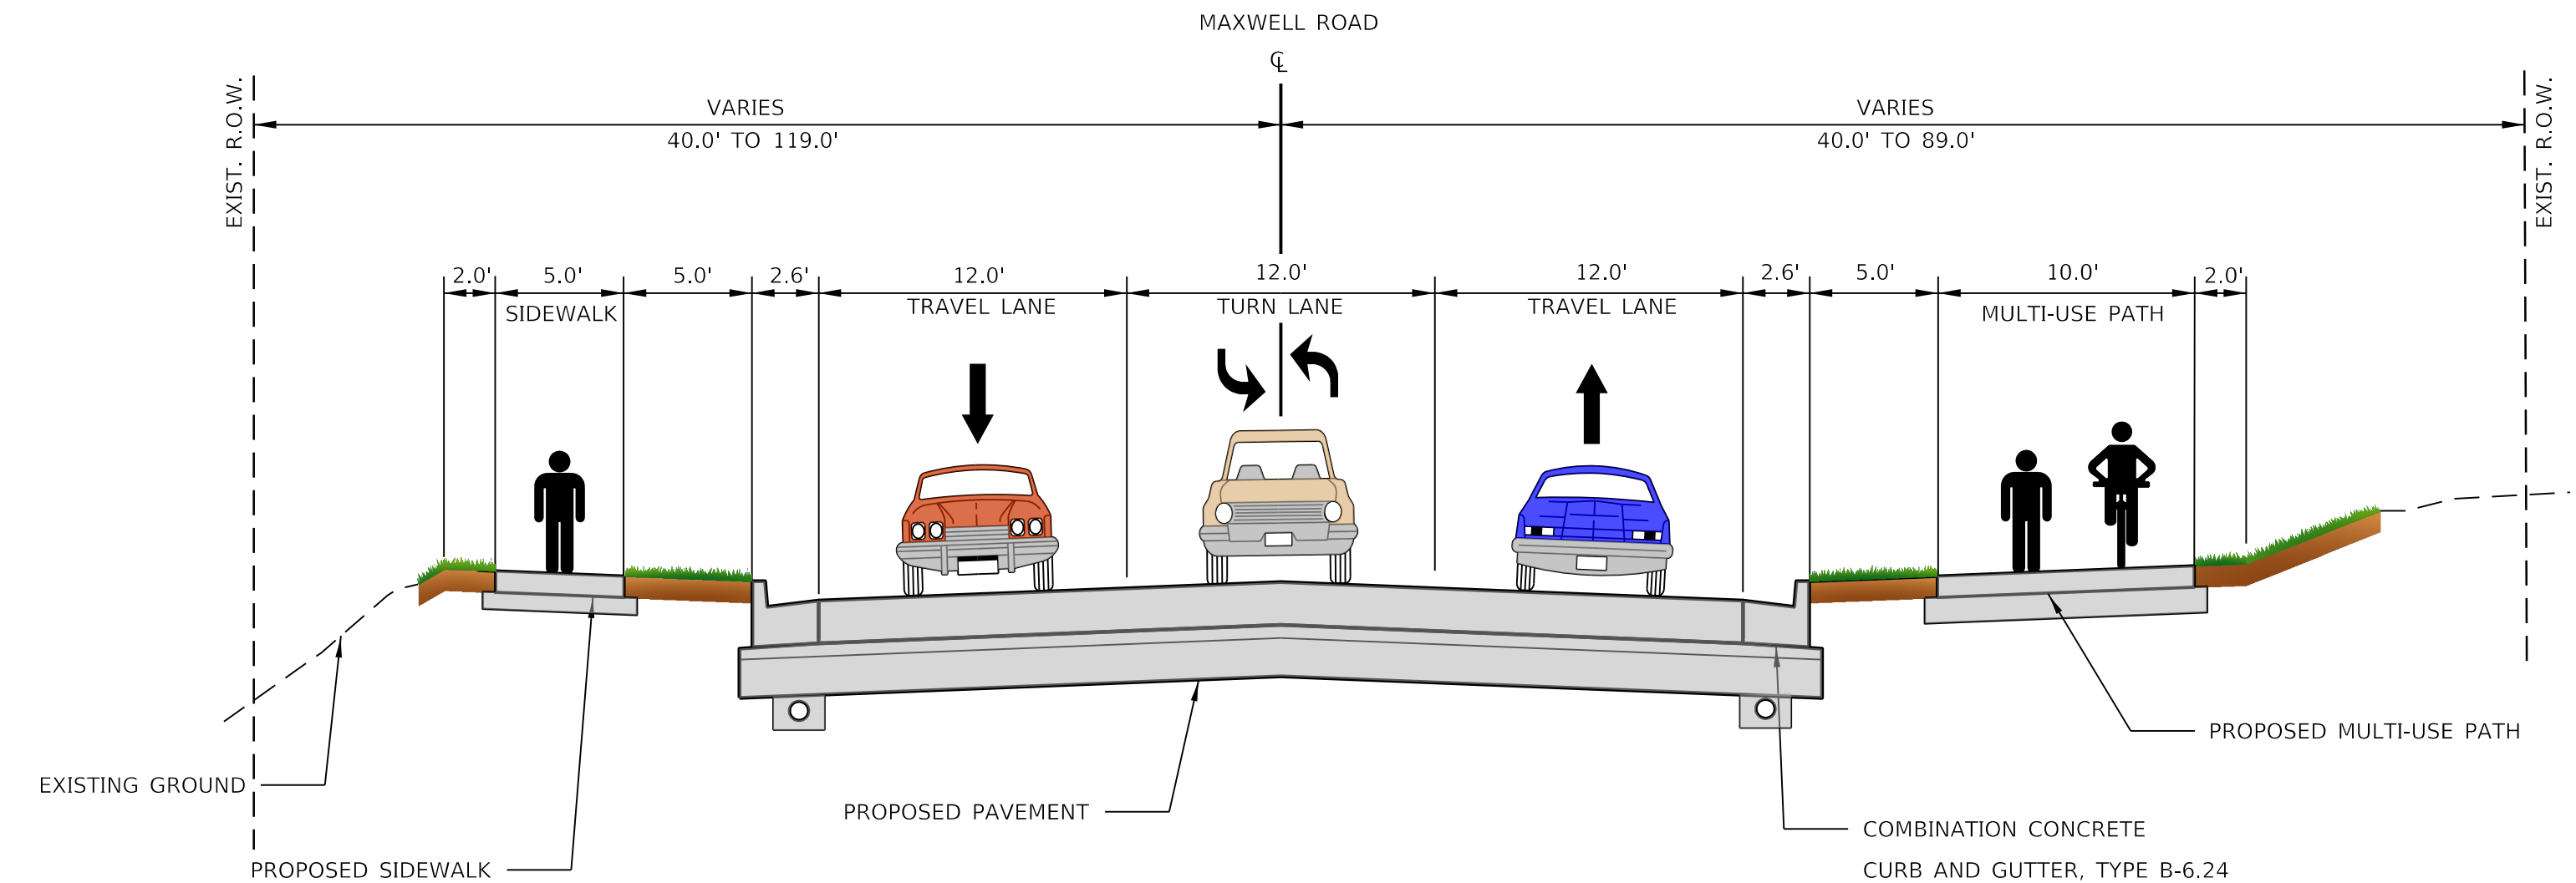 MAXWELL ROAD
℄
EXIST. R.O.W.
VARIES
40.0' TO 119.0'
VARIES
40.0' TO 89.0'
EXIST. R.O.W.
2.0' 5.0' 5.0' 2.6' 12.0' 12.0' 12.0' 2.6' 5.0' 10.0' 2.0'
SIDEWALK TRAVEL LANE TURN LANE TRAVEL LANE MULTI-USE PATH
PROPOSED MULTI-USE PATH
EXISTING GROUND
PROPOSED PAVEMENT
COMBINATION CONCRETE
CURB AND GUTTER, TYPE B-6.24
PROPOSED SIDEWALK